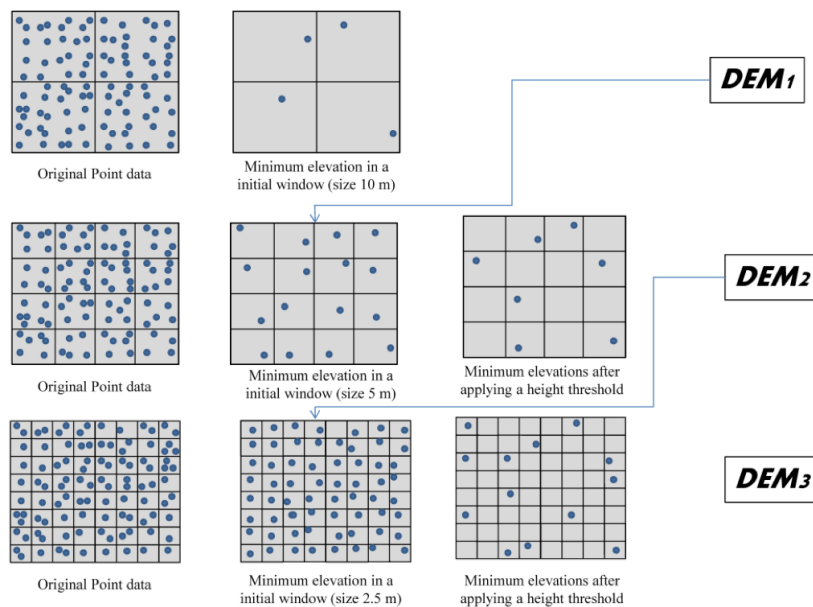 DEM1
Original Point data
Minimum elevation in a
initial window (size 10 m)
DEM2
Original Point data
Minimum elevation in a
initial window (size 5 m)
Minimum elevations after
applying a height threshold
DEM3
Original Point data
Minimum elevation in a
initial window (size 2.5 m)
Minimum elevations after
applying a height threshold